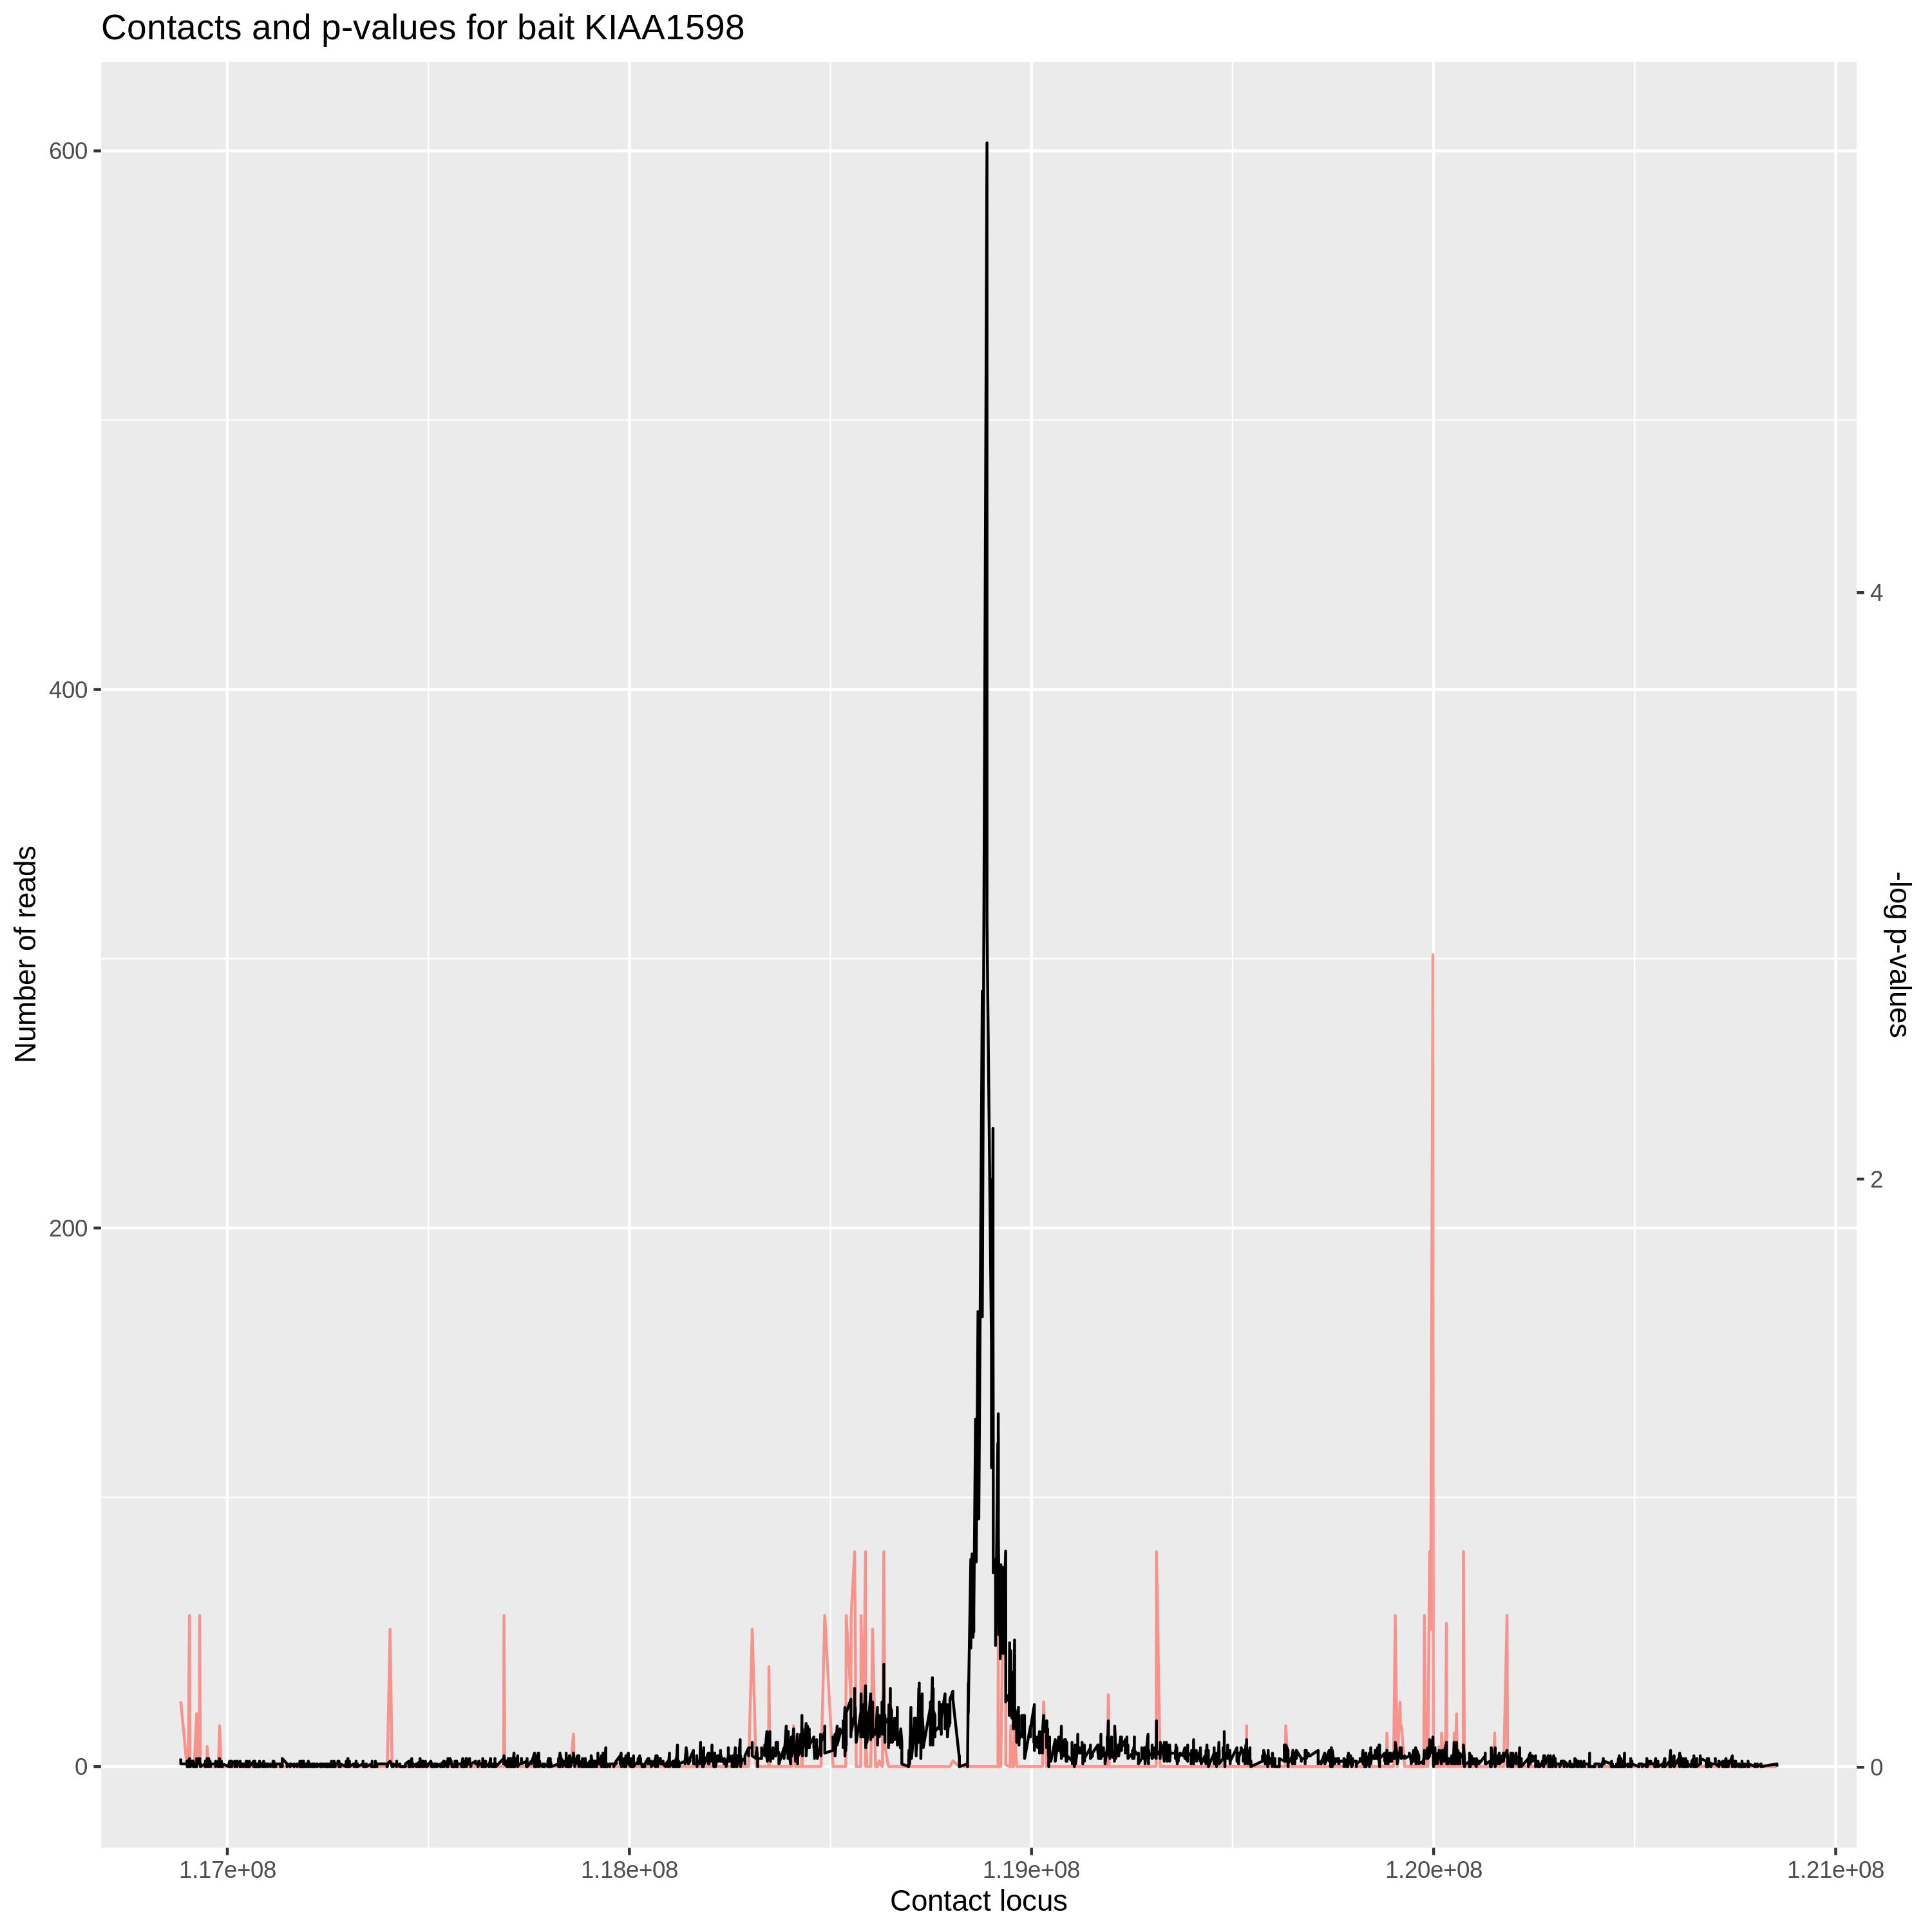 Contacts and p-values for bait KIAA1598
600
400
200
0
Number of reads
4
2
0
-log p-values
1.17e+08
1.18e+08
1.19e+08
1.20e+08
1.21e+08
Contact locus